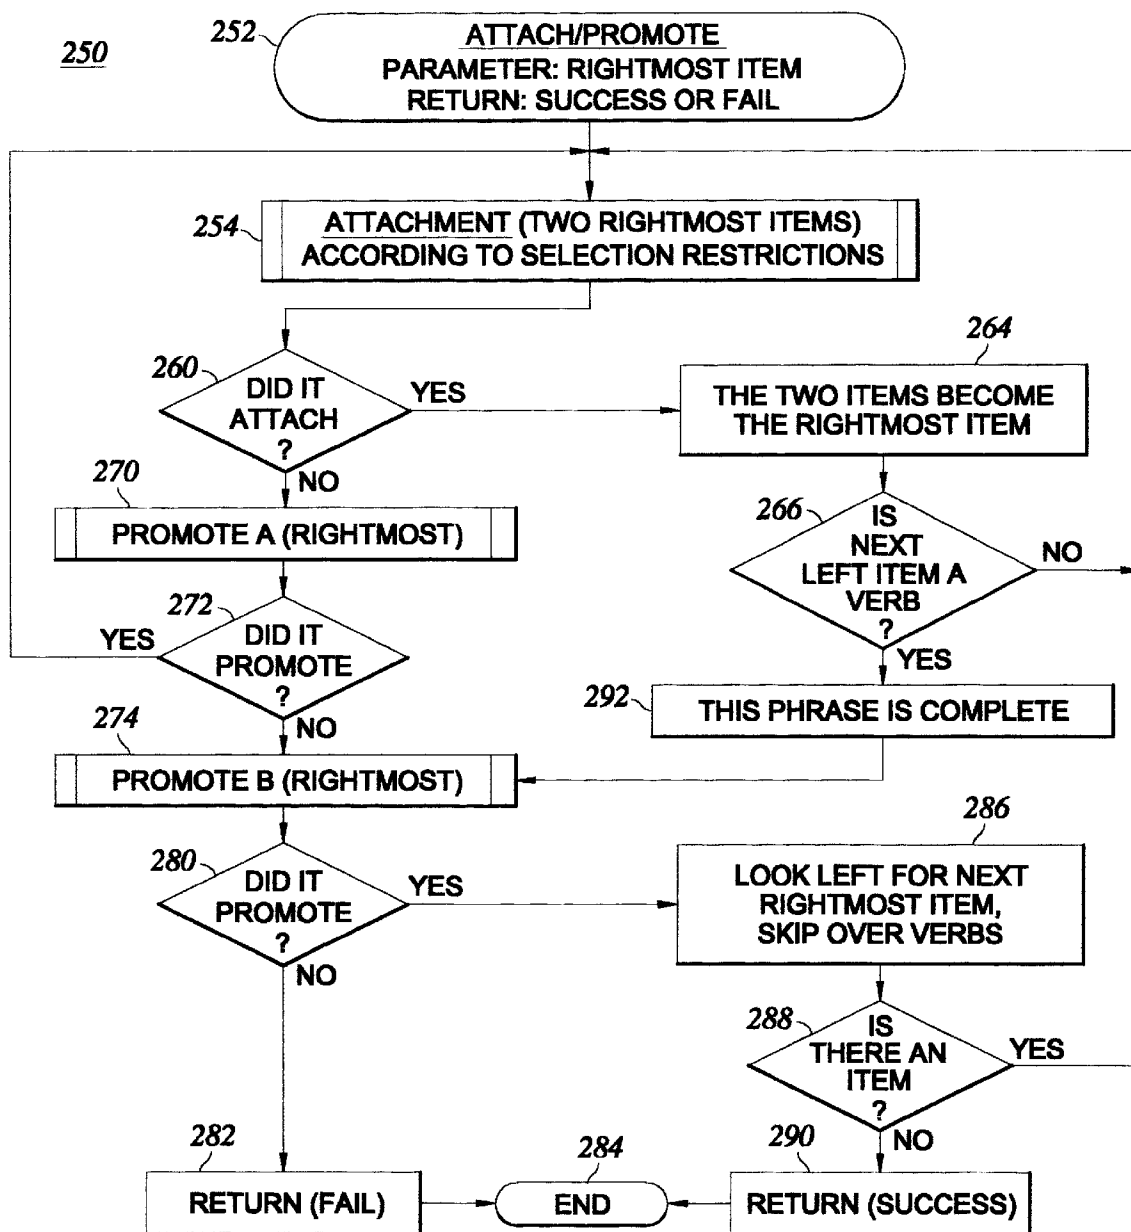 250
252
ATTACH/PROMOTE
PARAMETER: RIGHTMOST ITEM
RETURN: SUCCESS OR FAIL
254
ATTACHMENT (TWO RIGHTMOST ITEMS)
ACCORDING TO SELECTION RESTRICTIONS
260
DID IT
ATTACH
?
YES
NO
264
THE TWO ITEMS BECOME
THE RIGHTMOST ITEM
270
PROMOTE A (RIGHTMOST)
266
IS
NEXT
LEFT ITEM A
VERB
?
NO
YES
272
DID IT
PROMOTE
?
YES
NO
292
THIS PHRASE IS COMPLETE
274
PROMOTE B (RIGHTMOST)
280
DID IT
PROMOTE
?
YES
NO
286
LOOK LEFT FOR NEXT
RIGHTMOST ITEM,
SKIP OVER VERBS
288
IS
THERE AN
ITEM
?
YES
NO
282
RETURN (FAIL)
284
END
290
RETURN (SUCCESS)